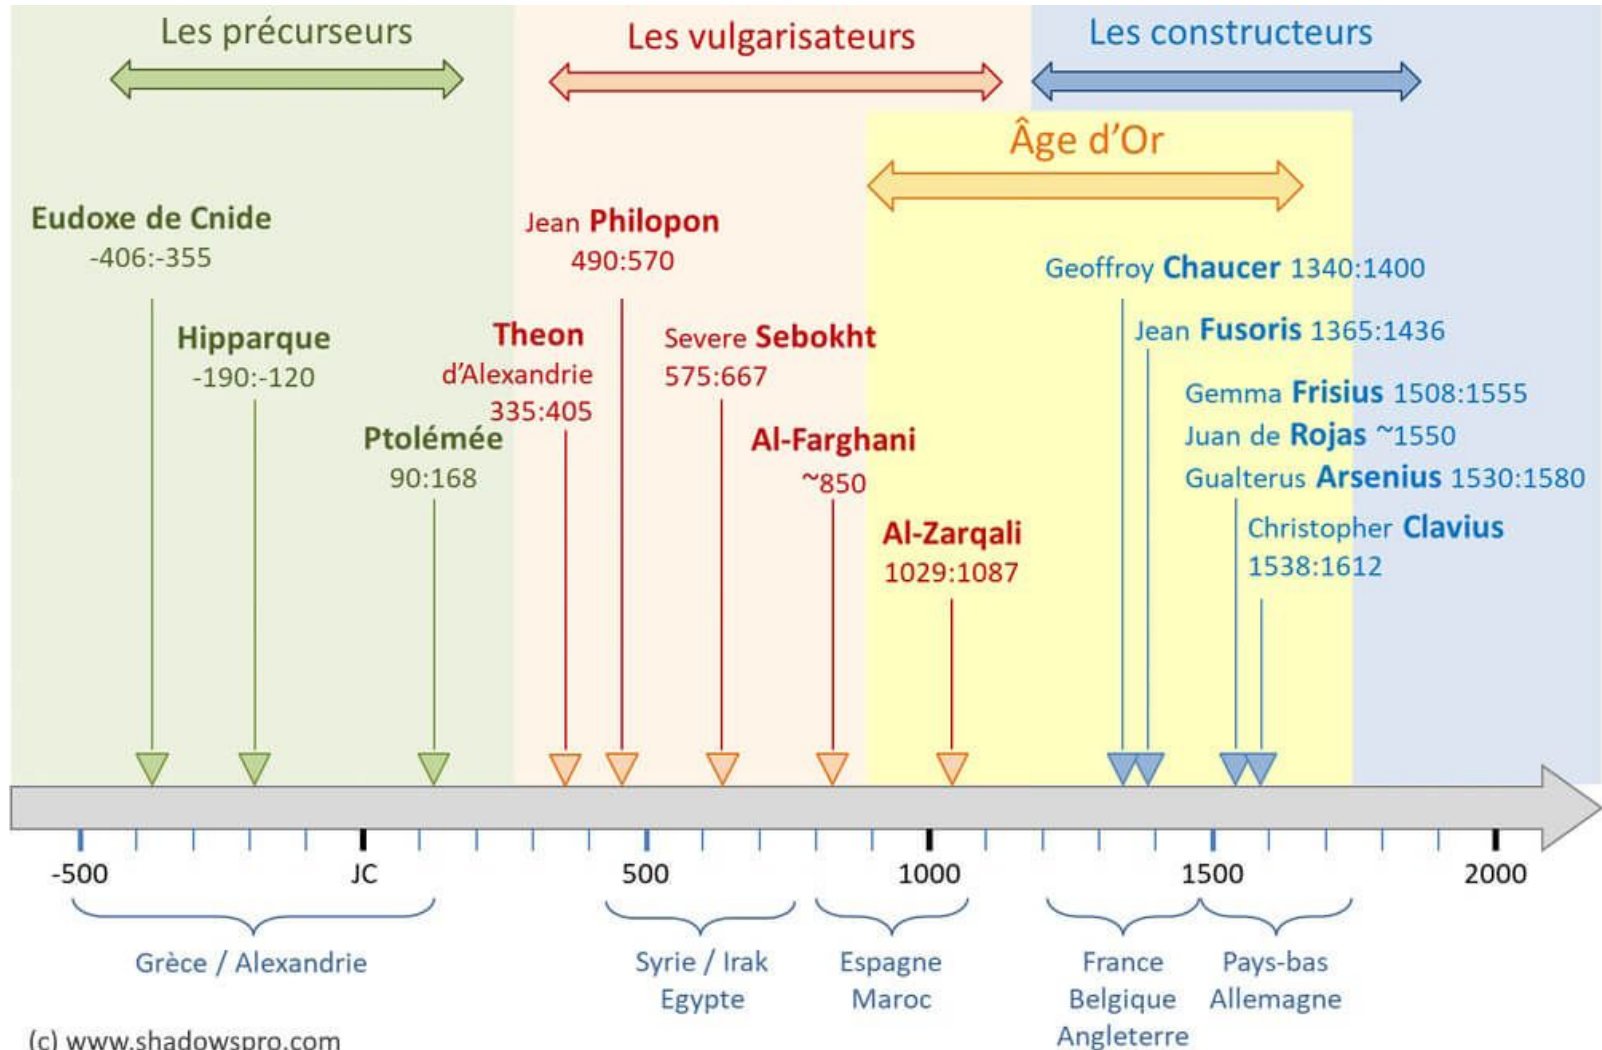 Les précurseurs
Les vulgarisateurs
Les constructeurs
Âge d'Or
Eudoxe de Cnide
-406:-355
Hipparque
-190:-120
Ptolémée
90:168
Jean Philopon
490:570
Theon
d'Alexandrie
335:405
Severe Sebokht
575:667
Al-Farghani
~850
Al-Zarqali
1029:1087
Geoffroy Chaucer 1340:1400
Jean Fusoris 1365:1436
Gemma Frisius 1508:1555
Juan de Rojas ~1550
Gualterus Arsenius 1530:1580
Christopher Clavius
1538:1612
-500
JC
500
1000
1500
2000
Grèce / Alexandrie
Syrie / Irak
Egypte
Espagne
Maroc
France
Belgique
Angleterre
Pays-bas
Allemagne
(c) www.shadowspro.com